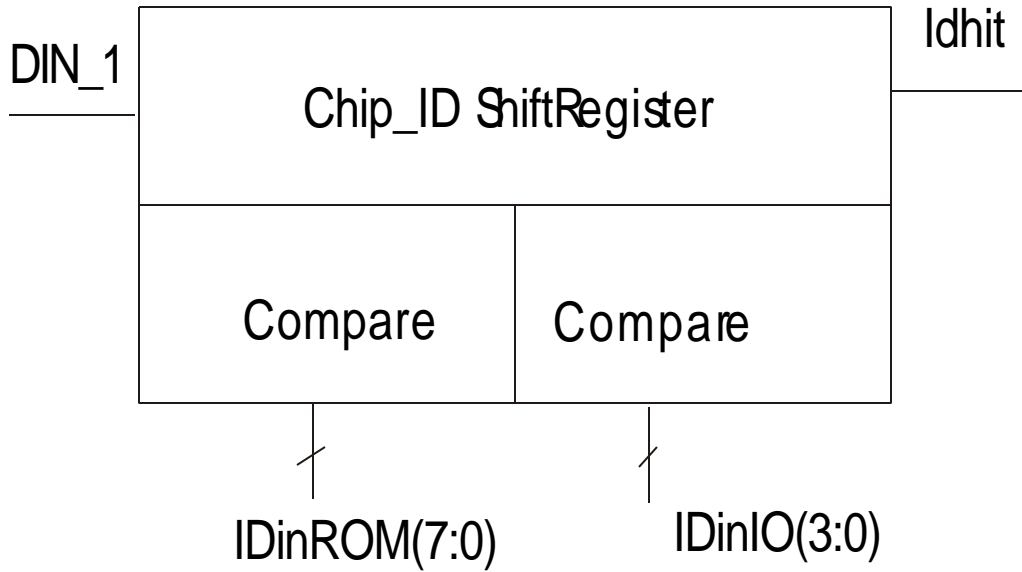 DIN_1
Idhit
Chip_ID ShiftRegister
Compare
Compare
IDinROM(7:0)
IDinIO(3:0)